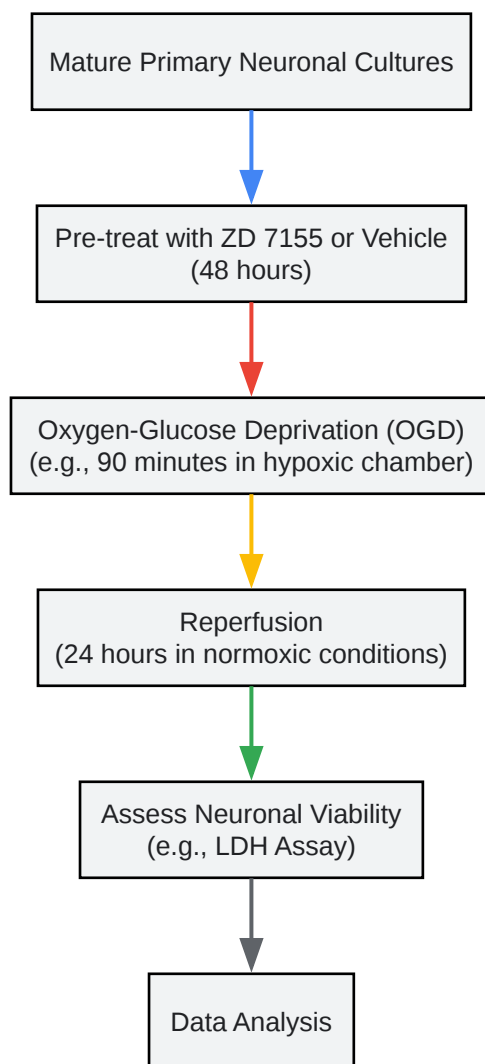 Mature Primary Neuronal Cultures
Pre-treat with ZD 7155 or Vehicle
(48 hours)
Oxygen-Glucose Deprivation (OGD)
(e.g., 90 minutes in hypoxic chamber)
Reperfusion
(24 hours in normoxic conditions)
Assess Neuronal Viability
(e.g., LDH Assay)
Data Analysis